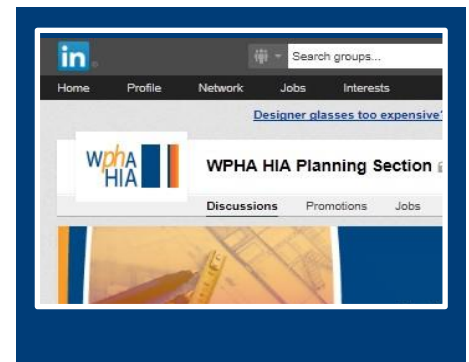 in
Search groups...
Home Profile Network Jobs Interests
Designer glasses too expensive?
WphA
HIA
WPHA HIA Planning Section
Discussions Promotions Jobs